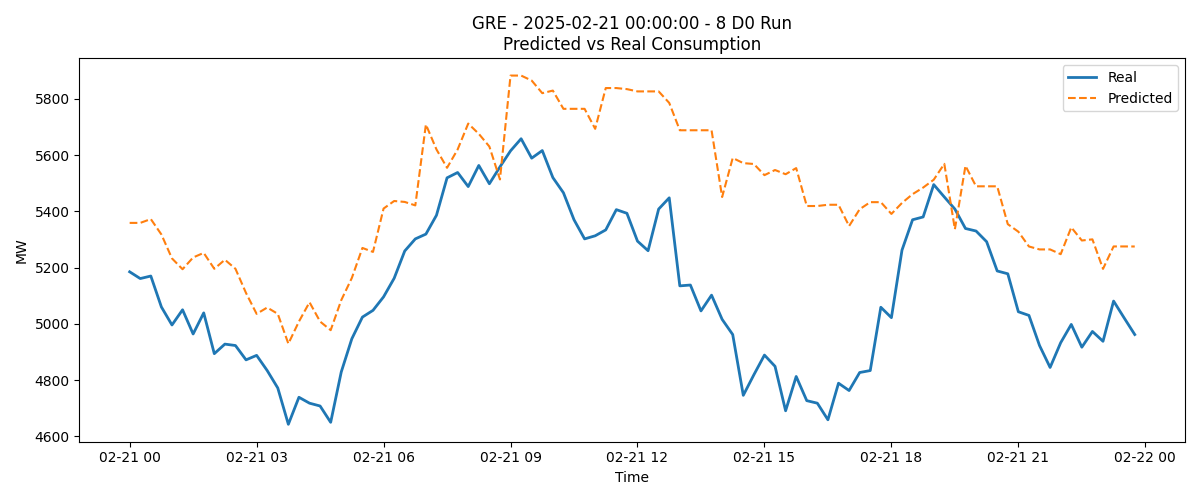 GRE - 2025-02-21 00:00:00 - 8 D0 Run
Predicted vs Real Consumption
Real
Predicted
MW
5800
5600
5400
5200
5000
4800
4600
02-21 00
02-21 03
02-21 06
02-21 09
02-21 12
02-21 15
02-21 18
02-21 21
02-22 00
Time